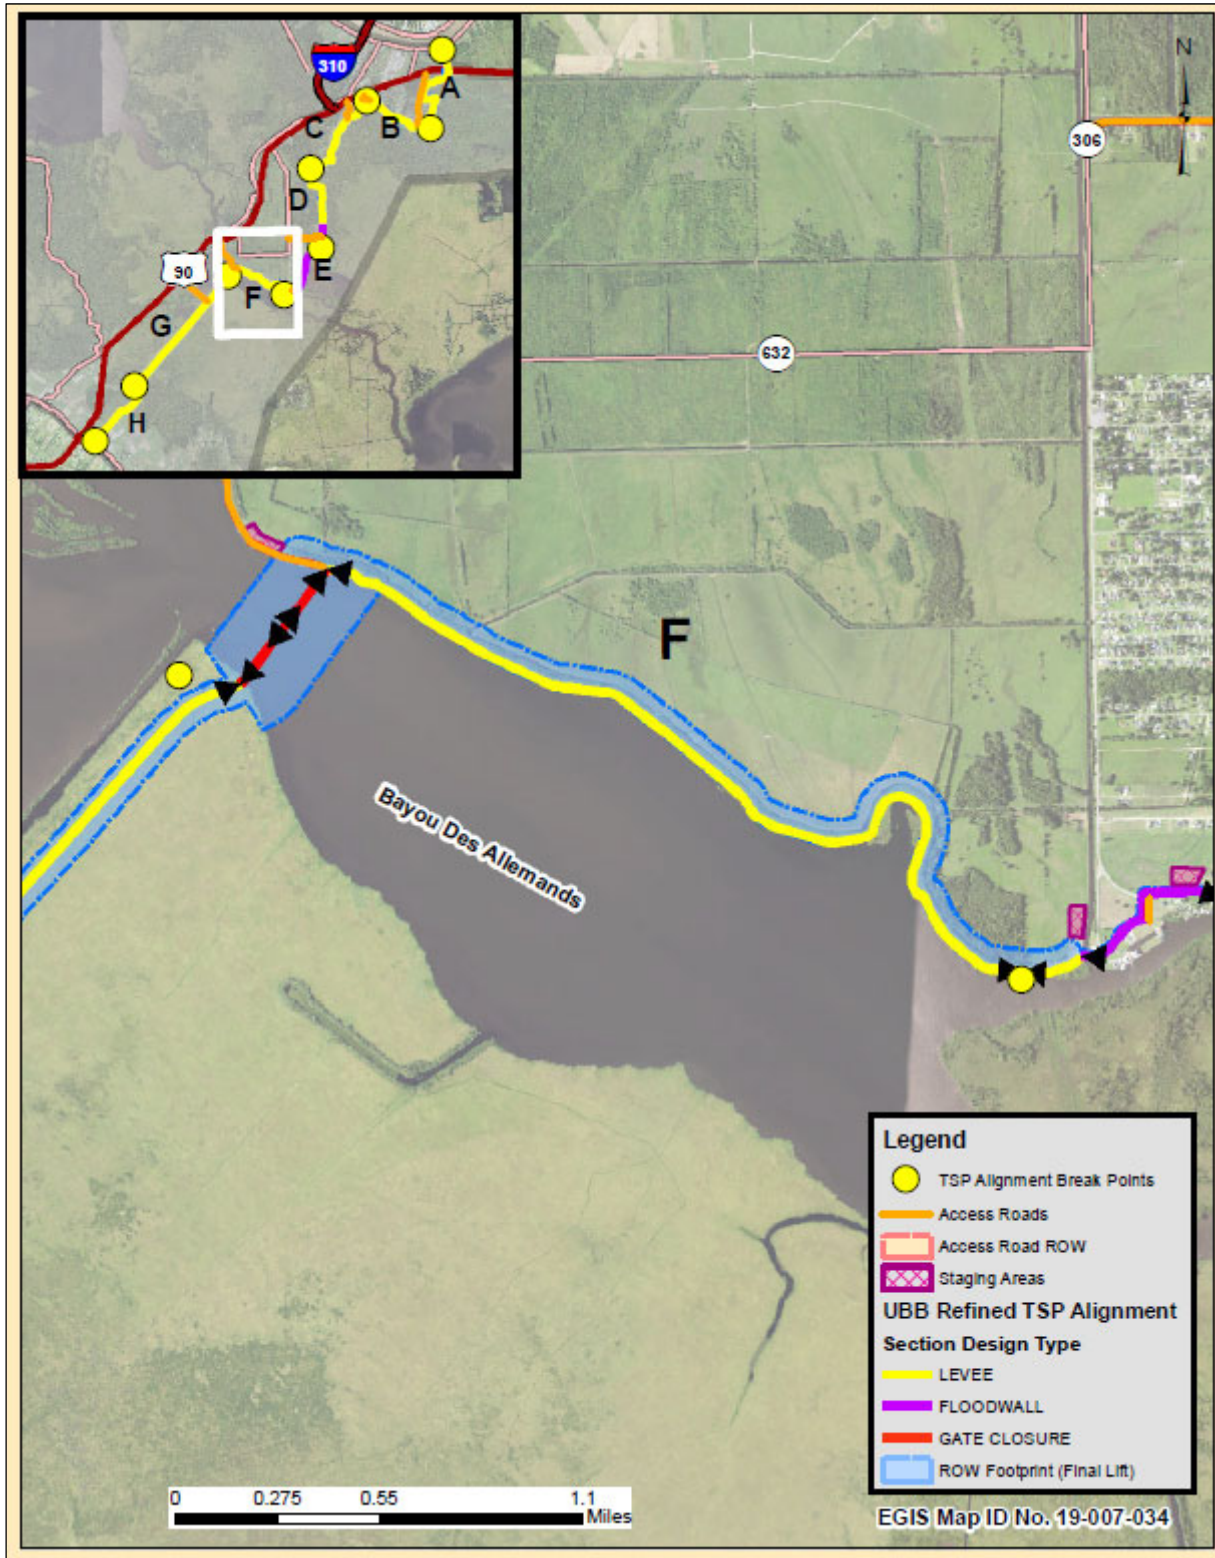 310
A
C
B
D
E
90
F
G
H
N
306
632
F
Bayou Des Allemands
Legend
TSP Alignment Break Points
Access Roads
Access Road ROW
Staging Areas
UBB Refined TSP Alignment
Section Design Type
LEVEE
FLOODWALL
GATE CLOSURE
ROW Footprint (Final Lift)
0 0.275 0.55 1.1
Miles
EGIS Map ID No. 19-007-034